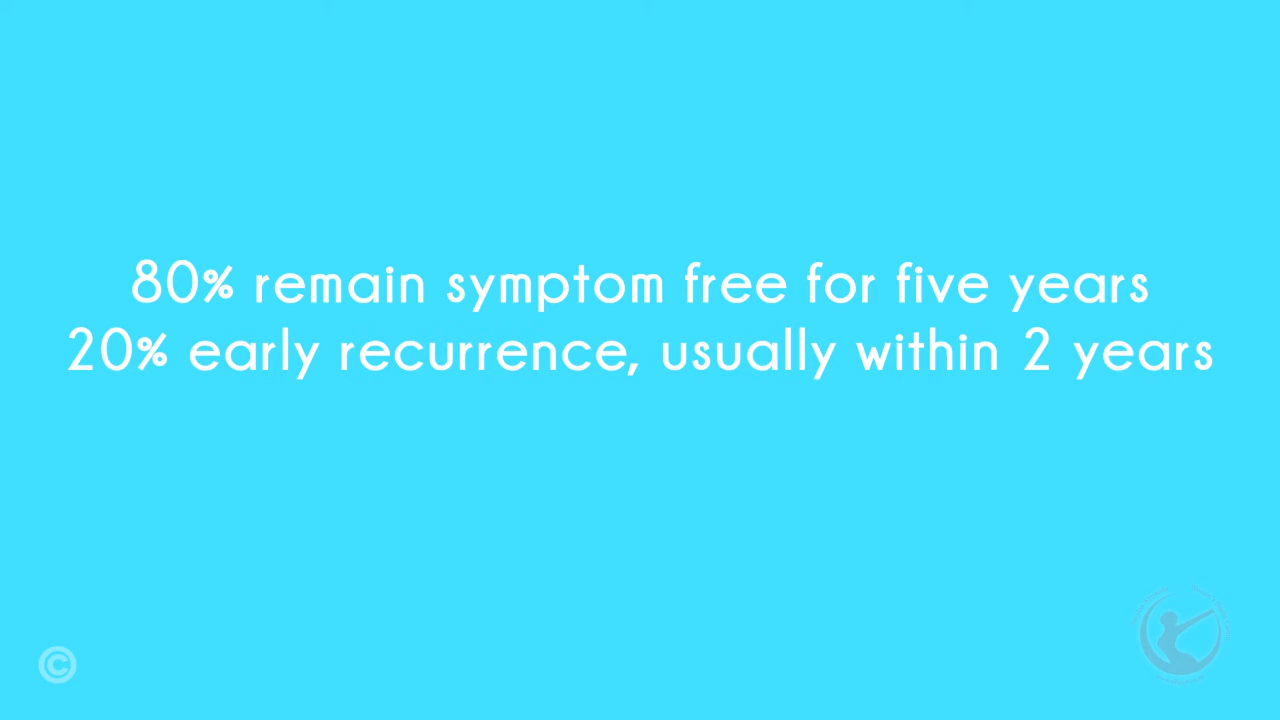 80% remain symptom free for five years
20% early recurrence, usually within 2 years
©